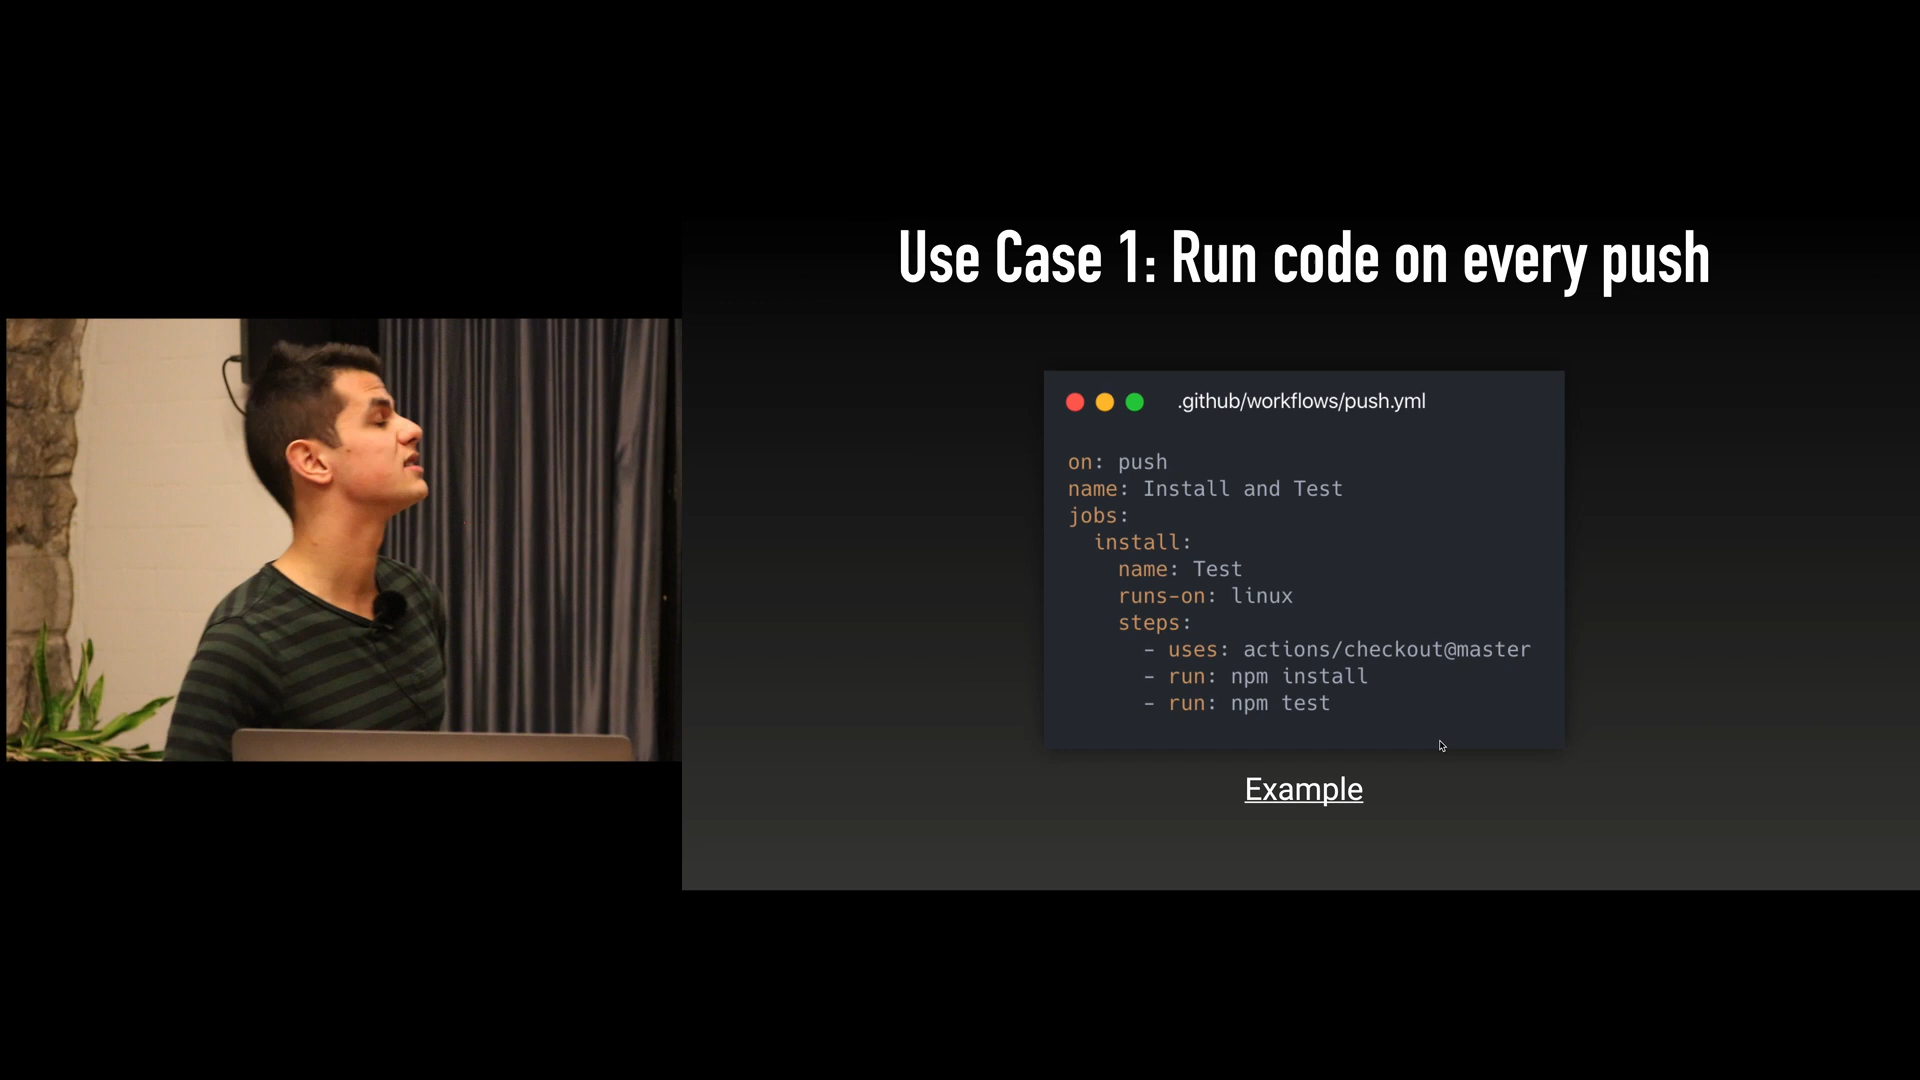 Use Case 1: Run code on every push
.github/workflows/push.yml
on: push
name: Install and Test
jobs:
  install:
    name: Test
    runs-on: linux
    steps:
      - uses: actions/checkout@master
      - run: npm install
      - run: npm test
Example